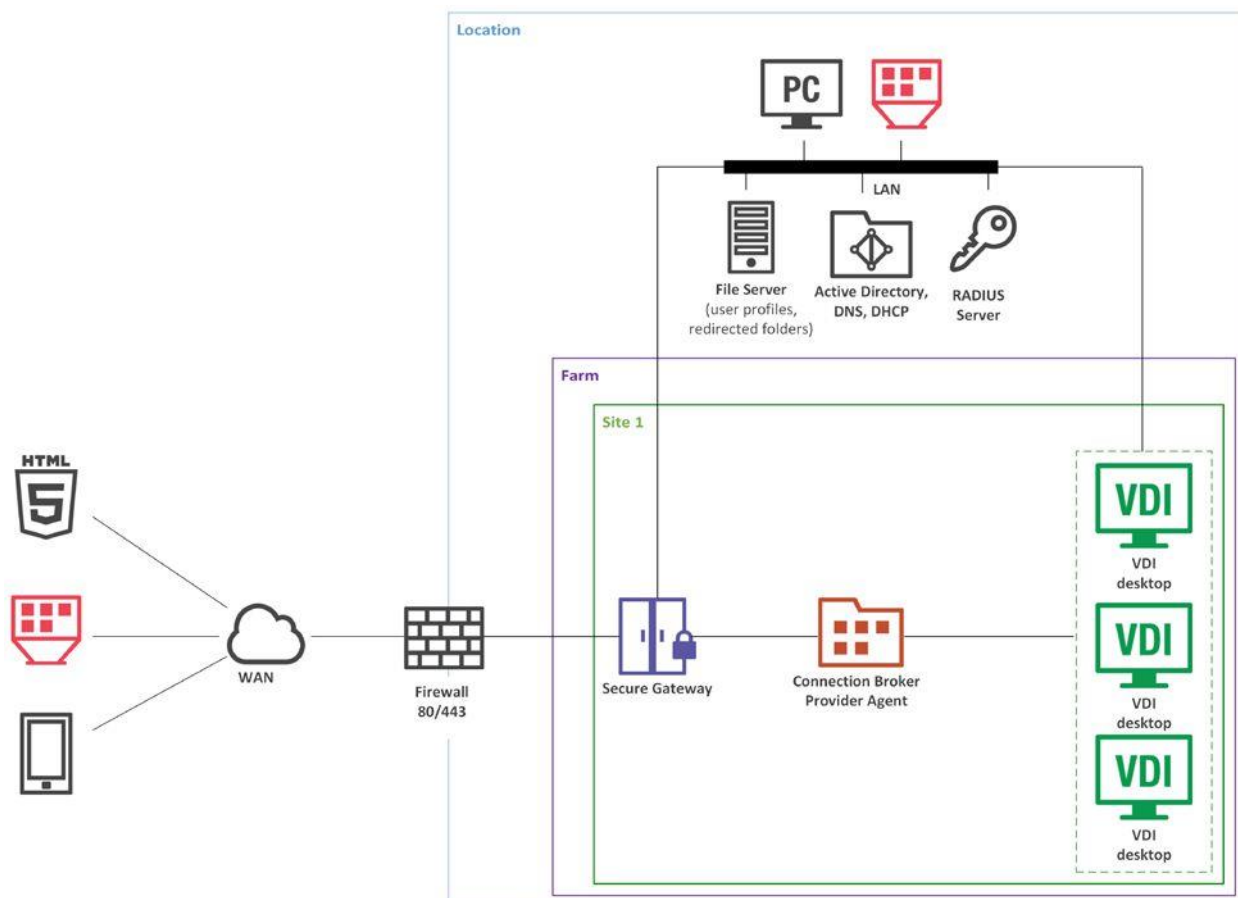 Location
PC
LAN
File Server
(user profiles,
redirected folders)
Active Directory,
DNS, DHCP
RADIUS
Server
Farm
Site 1
HTML
5
WAN
Firewall
80/443
Secure Gateway
Connection Broker
Provider Agent
VDI
VDI
desktop
VDI
VDI
desktop
VDI
VDI
desktop